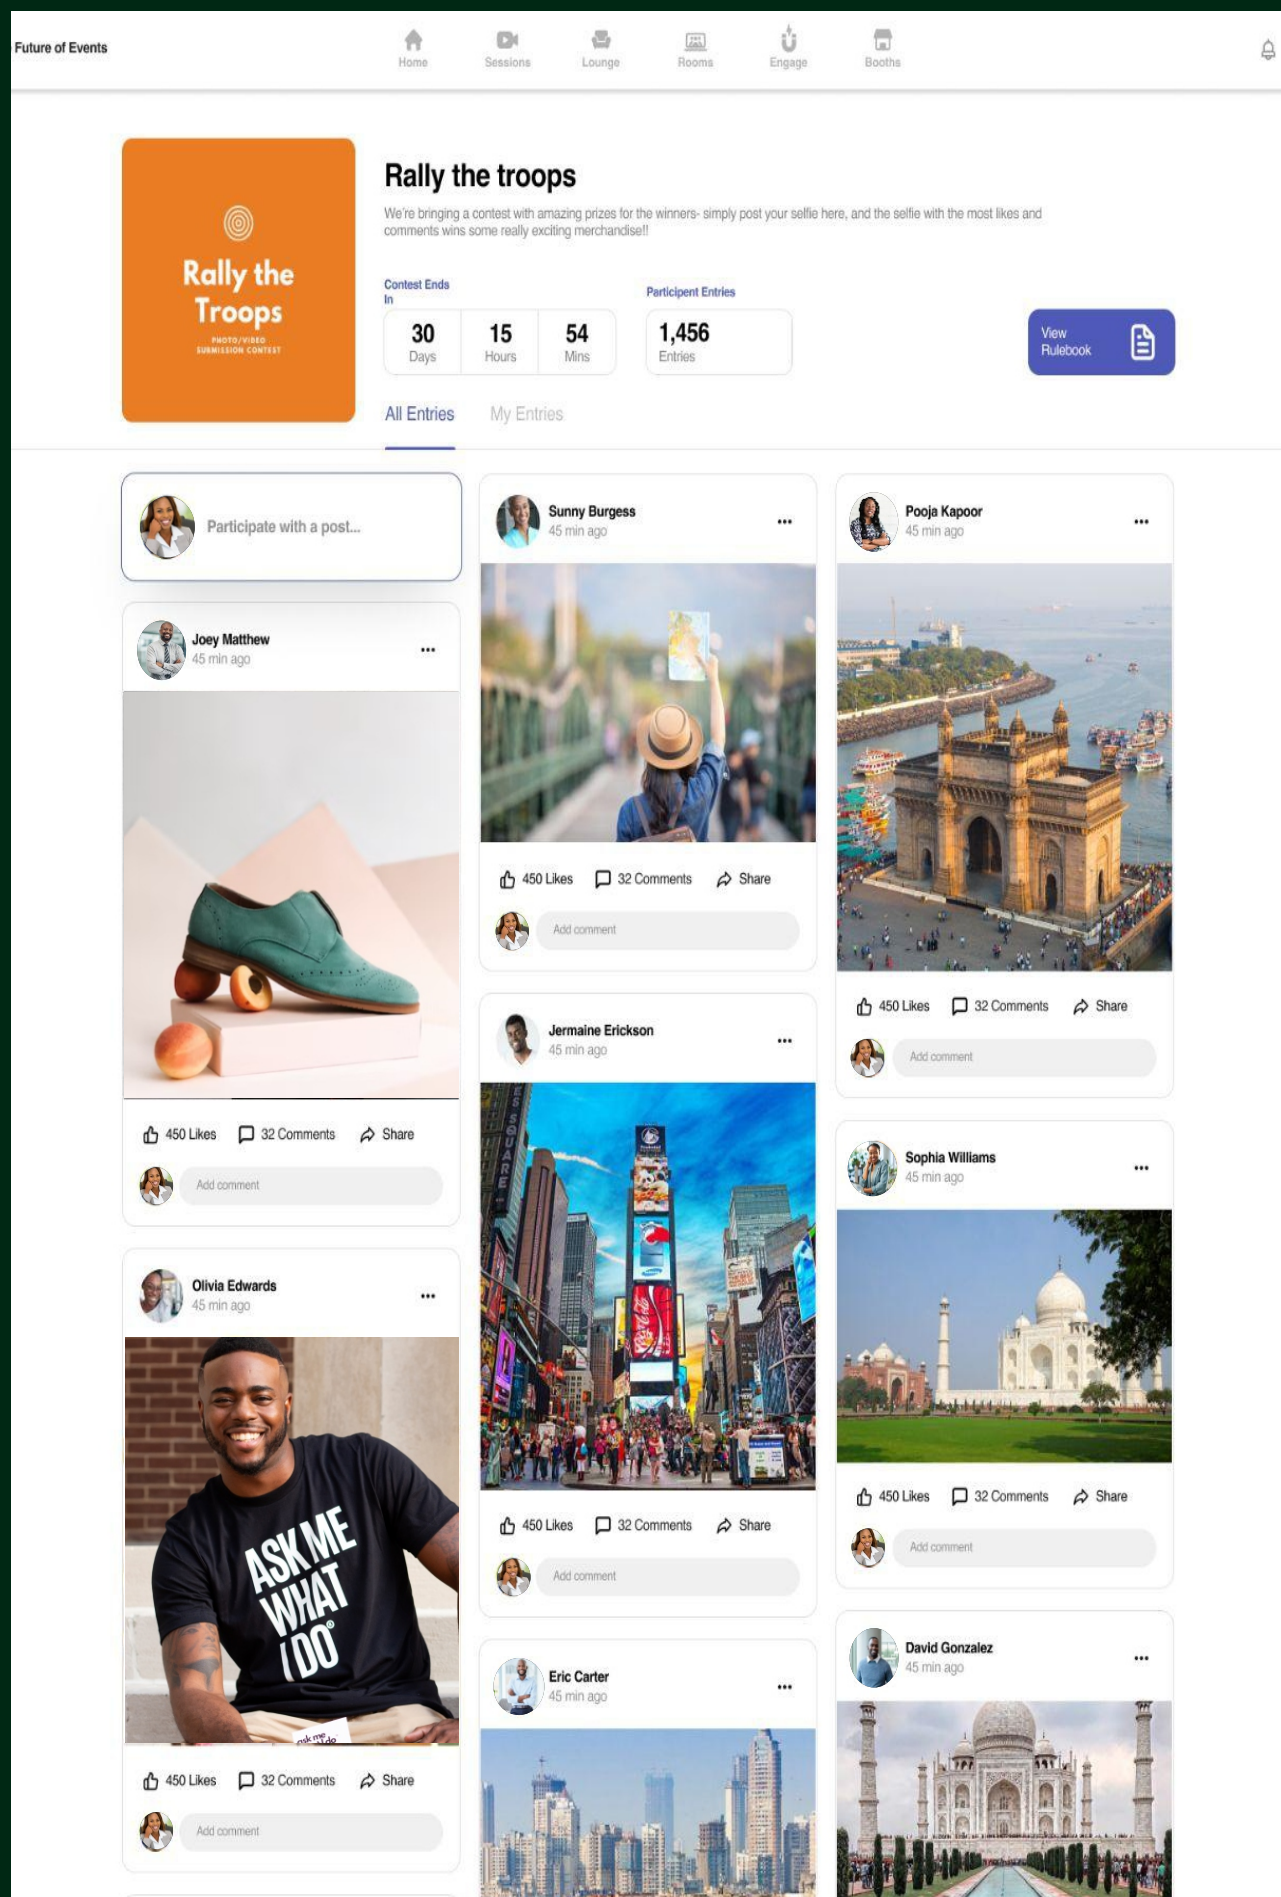 Future of Events
Home
Sessions
Lounge
Rooms
Engage
Booths
Rally the
Troops
PHOTO/VIDEO
SUBMISSION CONTEST
Rally the troops
We're bringing a contest with amazing prizes for the winners- simply post your selfie here, and the selfie with the most likes and
comments wins some really exciting merchandise!!
Contest Ends
In
30
Days
15
Hours
54
Mins
Participent Entries
1,456
Entries
View
Rulebook
All Entries
My Entries
Participate with a post...
Joey Matthew
45 min ago
450 Likes
32 Comments
Share
Add comment
Olivia Edwards
45 min ago
ASK ME
WHAT
I DO
ask me
450 Likes
32 Comments
Share
Add comment
Sunny Burgess
45 min ago
450 Likes
32 Comments
Share
Add comment
Jermaine Erickson
45 min ago
ES SQUARE
Coca-Cola
450 Likes
32 Comments
Share
Add comment
Eric Carter
45 min ago
Pooja Kapoor
45 min ago
450 Likes
32 Comments
Share
Add comment
Sophia Williams
45 min ago
450 Likes
32 Comments
Share
Add comment
David Gonzalez
45 min ago